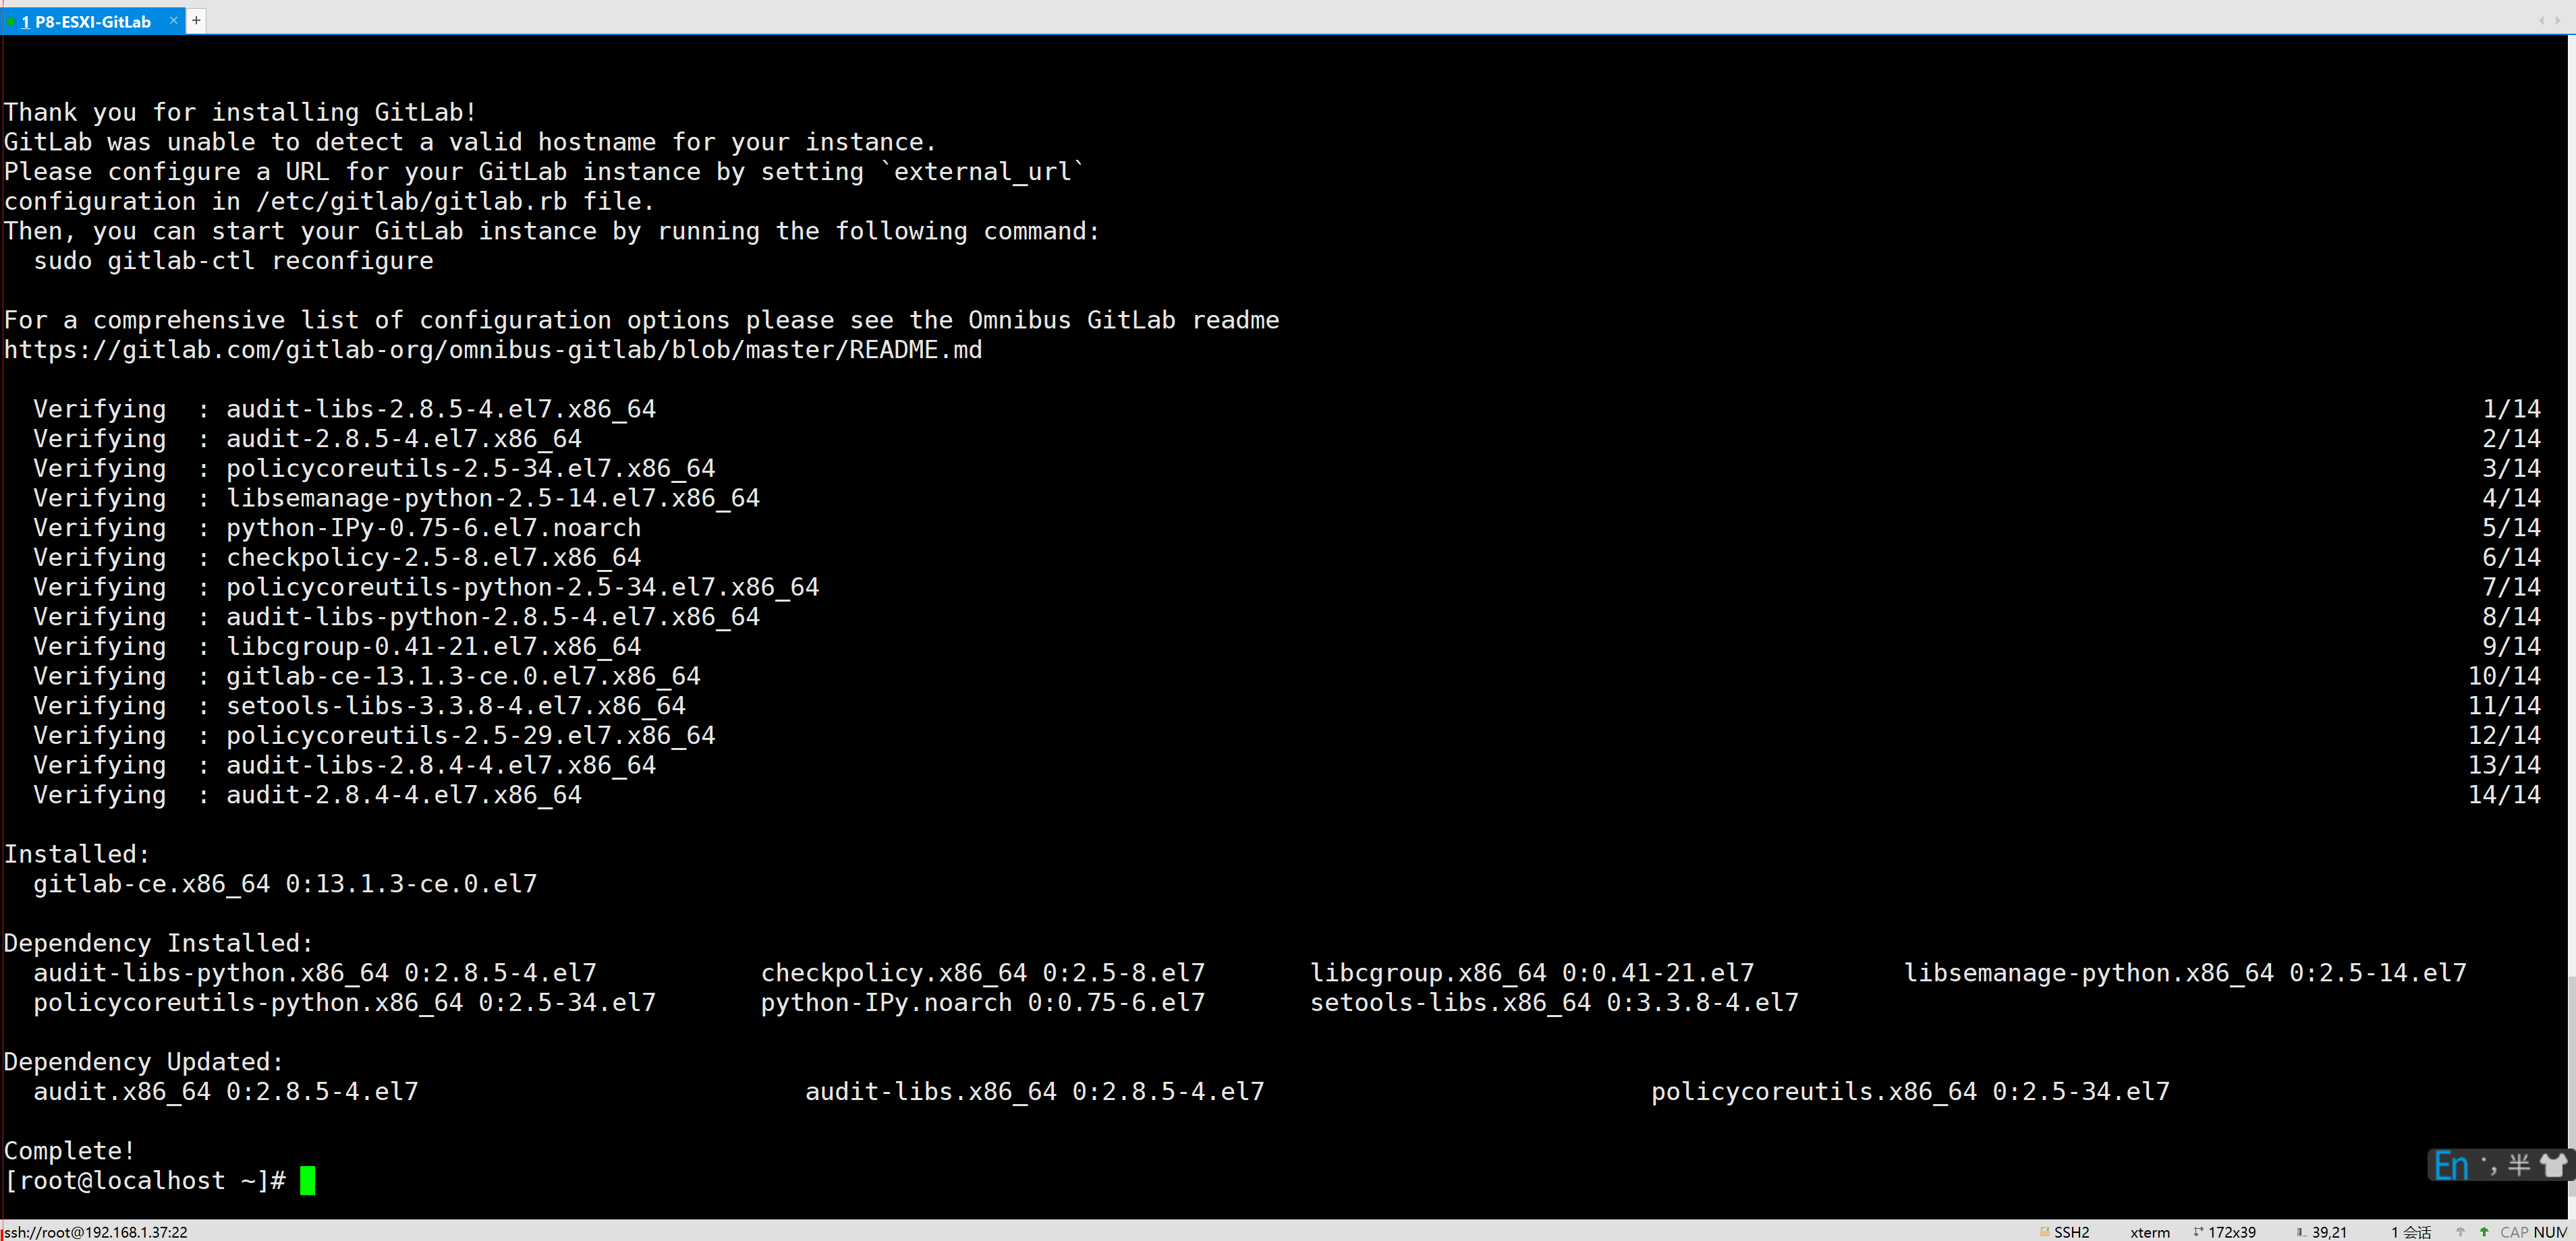 1 P8-ESXI-GitLab × +
Thank you for installing GitLab!
GitLab was unable to detect a valid hostname for your instance.
Please configure a URL for your GitLab instance by setting `external_url`
configuration in /etc/gitlab/gitlab.rb file.
Then, you can start your GitLab instance by running the following command:
  sudo gitlab-ctl reconfigure
For a comprehensive list of configuration options please see the Omnibus GitLab readme
https://gitlab.com/gitlab-org/omnibus-gitlab/blob/master/README.md
  Verifying  : audit-libs-2.8.5-4.el7.x86_64 1/14
  Verifying  : audit-2.8.5-4.el7.x86_64 2/14
  Verifying  : policycoreutils-2.5-34.el7.x86_64 3/14
  Verifying  : libsemanage-python-2.5-14.el7.x86_64 4/14
  Verifying  : python-IPy-0.75-6.el7.noarch 5/14
  Verifying  : checkpolicy-2.5-8.el7.x86_64 6/14
  Verifying  : policycoreutils-python-2.5-34.el7.x86_64 7/14
  Verifying  : audit-libs-python-2.8.5-4.el7.x86_64 8/14
  Verifying  : libcgroup-0.41-21.el7.x86_64 9/14
  Verifying  : gitlab-ce-13.1.3-ce.0.el7.x86_64 10/14
  Verifying  : setools-libs-3.3.8-4.el7.x86_64 11/14
  Verifying  : policycoreutils-2.5-29.el7.x86_64 12/14
  Verifying  : audit-libs-2.8.4-4.el7.x86_64 13/14
  Verifying  : audit-2.8.4-4.el7.x86_64 14/14
Installed:
  gitlab-ce.x86_64 0:13.1.3-ce.0.el7
Dependency Installed:
  audit-libs-python.x86_64 0:2.8.5-4.el7 checkpolicy.x86_64 0:2.5-8.el7 libcgroup.x86_64 0:0.41-21.el7 libsemanage-python.x86_64 0:2.5-14.el7
  policycoreutils-python.x86_64 0:2.5-34.el7 python-IPy.noarch 0:0.75-6.el7 setools-libs.x86_64 0:3.3.8-4.el7
Dependency Updated:
  audit.x86_64 0:2.8.5-4.el7 audit-libs.x86_64 0:2.8.5-4.el7 policycoreutils.x86_64 0:2.5-34.el7
Complete!
[root@localhost ~]#
En ·, 半
ssh://root@192.168.1.37:22 SSH2 xterm 172x39 39,21 1 会话 CAP NUM